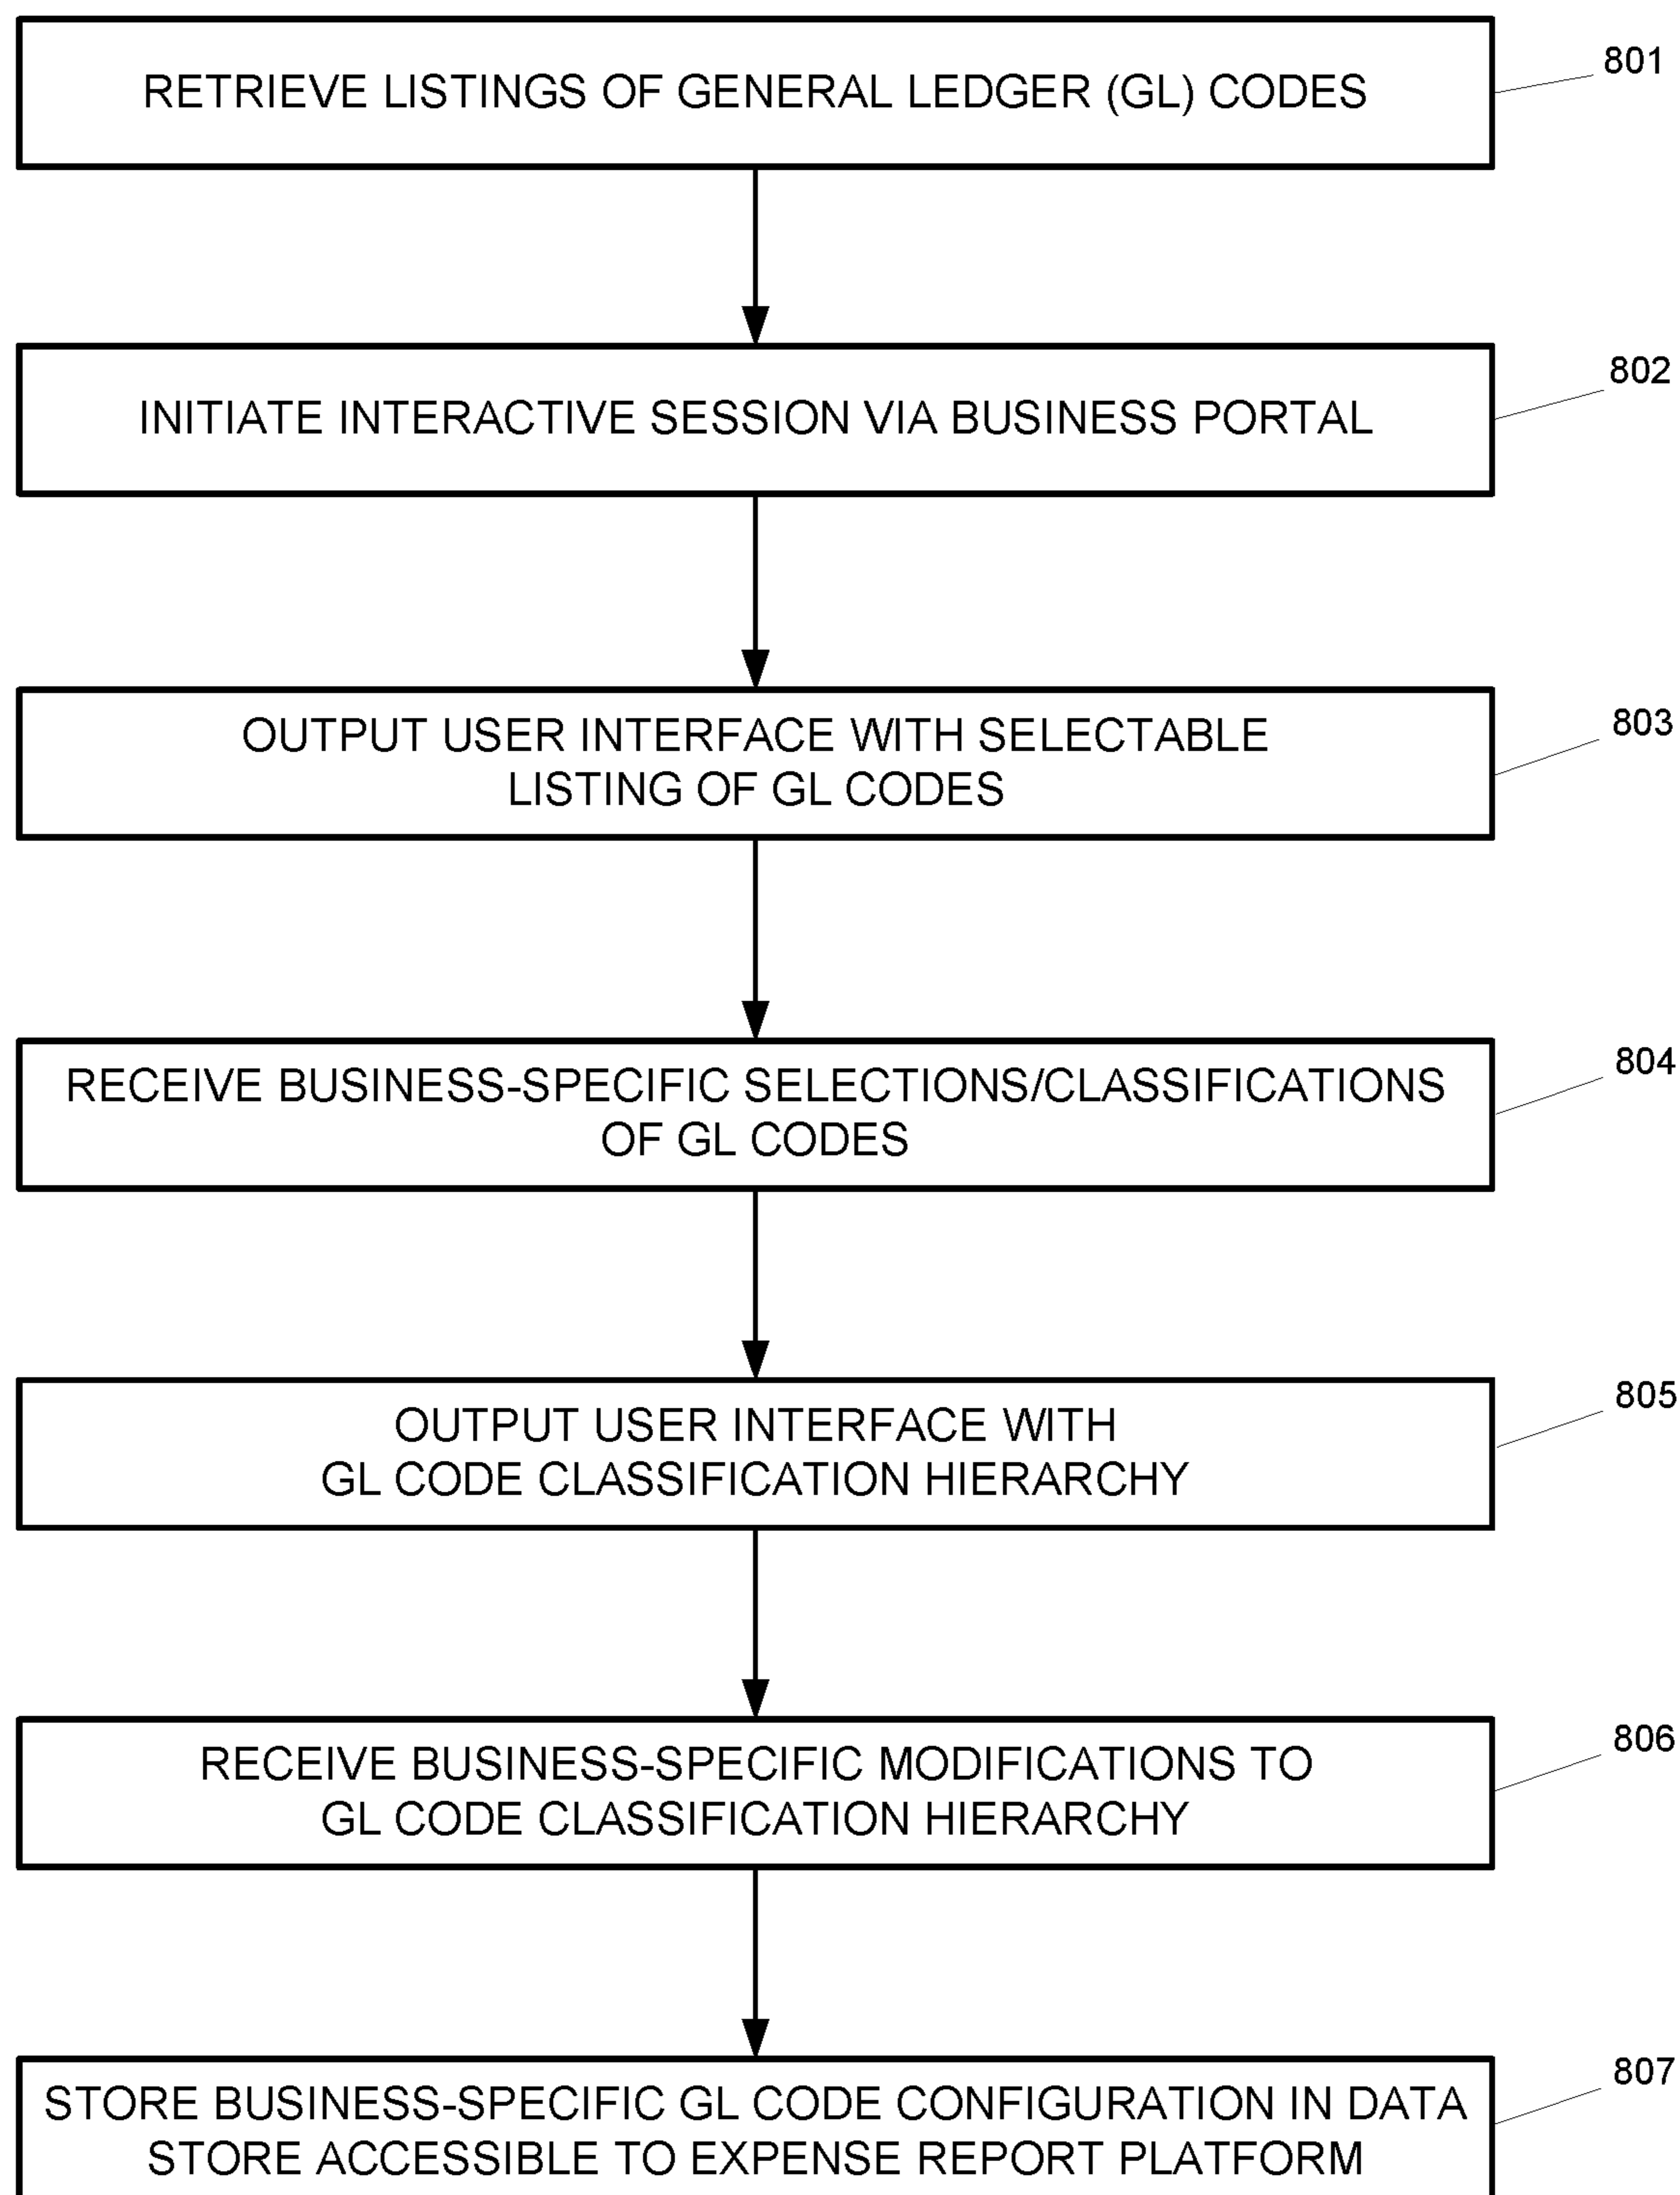 RETRIEVE LISTINGS OF GENERAL LEDGER (GL) CODES
801
INITIATE INTERACTIVE SESSION VIA BUSINESS PORTAL
802
OUTPUT USER INTERFACE WITH SELECTABLE
LISTING OF GL CODES
803
RECEIVE BUSINESS-SPECIFIC SELECTIONS/CLASSIFICATIONS
OF GL CODES
804
OUTPUT USER INTERFACE WITH
GL CODE CLASSIFICATION HIERARCHY
805
RECEIVE BUSINESS-SPECIFIC MODIFICATIONS TO
GL CODE CLASSIFICATION HIERARCHY
806
STORE BUSINESS-SPECIFIC GL CODE CONFIGURATION IN DATA
STORE ACCESSIBLE TO EXPENSE REPORT PLATFORM
807